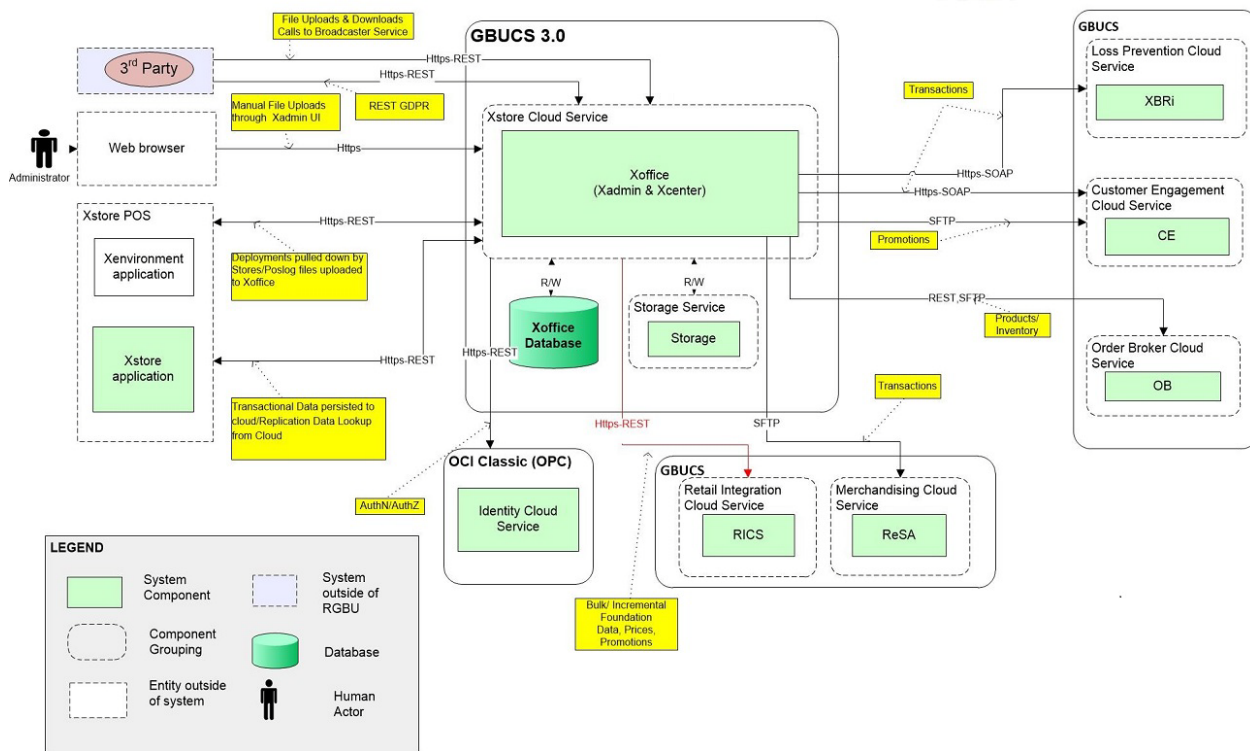 File Uploads & Downloads
Calls to Broadcaster Service
GBUCS 3.0
GBUCS
3rd Party
Https-REST
Https-REST
Manual File Uploads
through Xadmin UI
REST GDPR
Loss Prevention Cloud
Service
XBRi
Transactions
Xstore Cloud Service
Xoffice
(Xadmin & Xcenter)
Administrator
Web browser
Https
Https-SOAP
Https-SOAP
SFTP
Customer Engagement
Cloud Service
CE
Promotions
Xstore POS
Https-REST
Xenvironment
application
Deployments pulled down by
Stores/Poslog files uploaded
to Xoffice
R/W
R/W
Xoffice
Database
Storage Service
Storage
REST,SFTP
Products/
Inventory
Order Broker Cloud
Service
OB
Xstore
application
Https-REST
Https-REST
Transactional Data persisted to
cloud/Replication Data Lookup
from Cloud
Transactions
Https-REST
SFTP
OCI Classic (OPC)
Identity Cloud
Service
AuthN/AuthZ
GBUCS
Retail Integration
Cloud Service
RICS
Merchandising Cloud
Service
ReSA
Bulk/ Incremental
Foundation
Data, Prices,
Promotions
LEGEND
System
Component
System
outside of
RGBU
Component
Grouping
Database
Entity outside
of system
Human
Actor